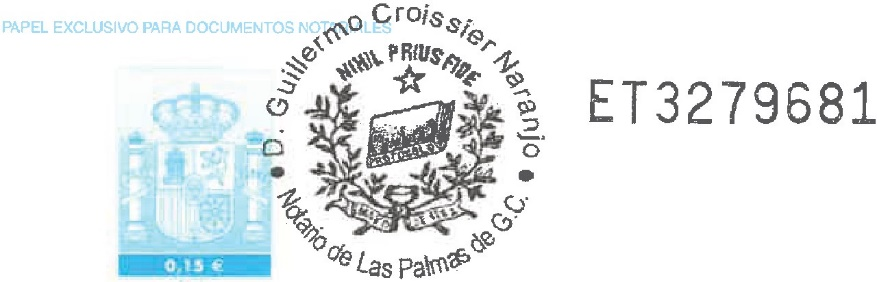 PAPEL EXCLUSIVO PARA DOCUMENTOS NOTARIALES
D. Guillermo Croissier Naranjo
NIHIL PRIUS FIDE
PROTOCOLO
Notario de Las Palmas de G.C.
0,15 €
ET3279681